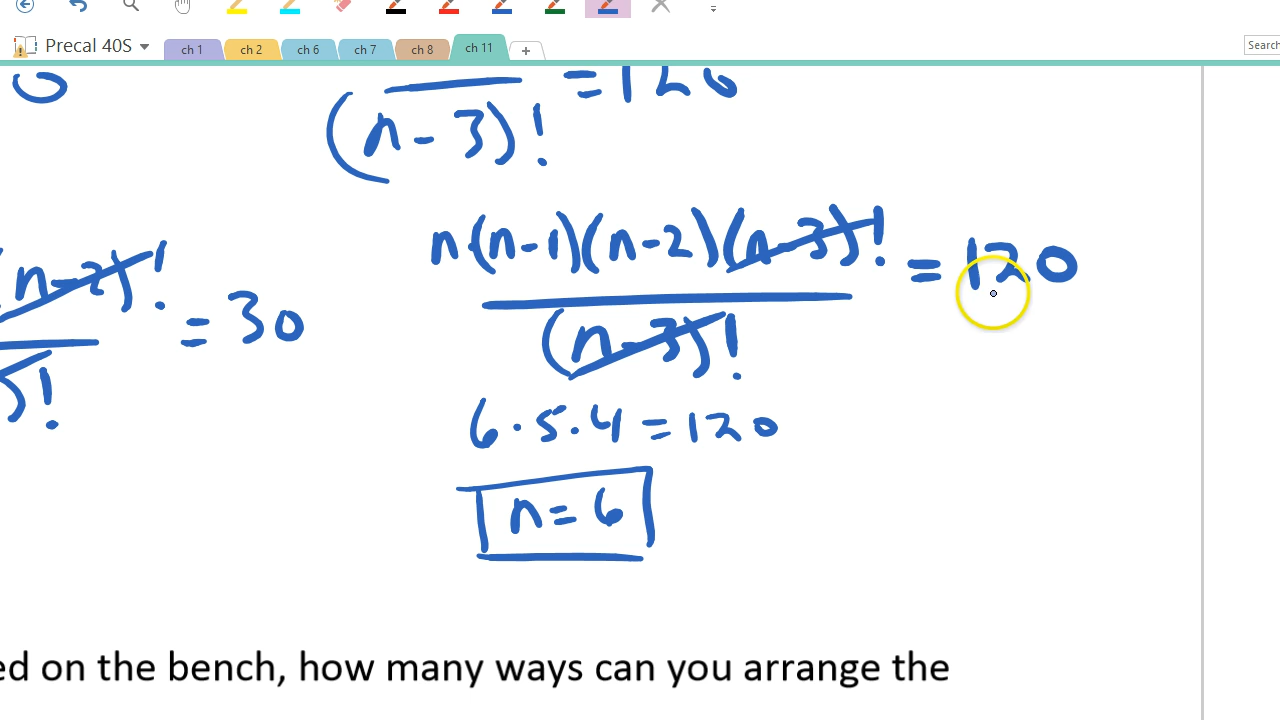 Precal 40S ch 1 ch 2 ch 6 ch 7 ch 8 ch 11 +
Search
0
(n-3)! = 120
(n-2)! = 30
)!
n(n-1)(n-2)(n-3)! = 120
(n-3)!
6·5·4 = 120
n = 6
ed on the bench, how many ways can you arrange the